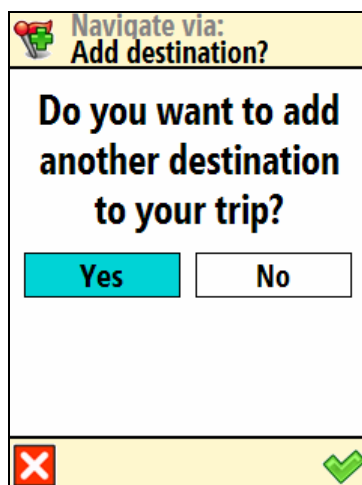 Navigate via:
Add destination?
Do you want to add
another destination
to your trip?
Yes
No